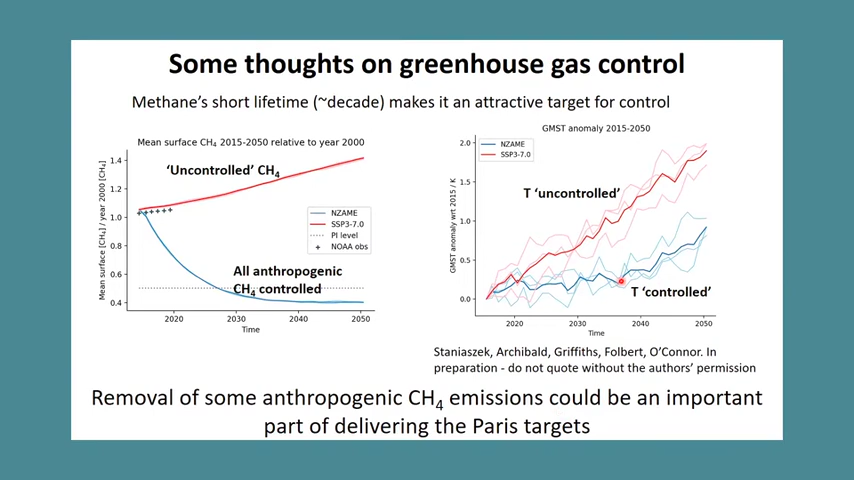 Some thoughts on greenhouse gas control
Methane's short lifetime (~decade) makes it an attractive target for control
Mean surface CH4 2015-2050 relative to year 2000
Mean surface [CH4] / year 2000 [CH4]
1.4
1.2
1.0
0.8
0.6
0.4
'Uncontrolled' CH4
NZAME
SSP3-7.0
PI level
NOAA obs
All anthropogenic
CH4 controlled
2020
2030
2040
2050
Time
GMST anomaly 2015-2050
GMST anomaly wrt 2015 / K
2.0
1.5
1.0
0.5
0.0
NZAME
SSP3-7.0
T 'uncontrolled'
T 'controlled'
2020
2030
2040
2050
Time
Staniaszek, Archibald, Griffiths, Folbert, O'Connor. In
preparation - do not quote without the authors' permission
Removal of some anthropogenic CH4 emissions could be an important
part of delivering the Paris targets